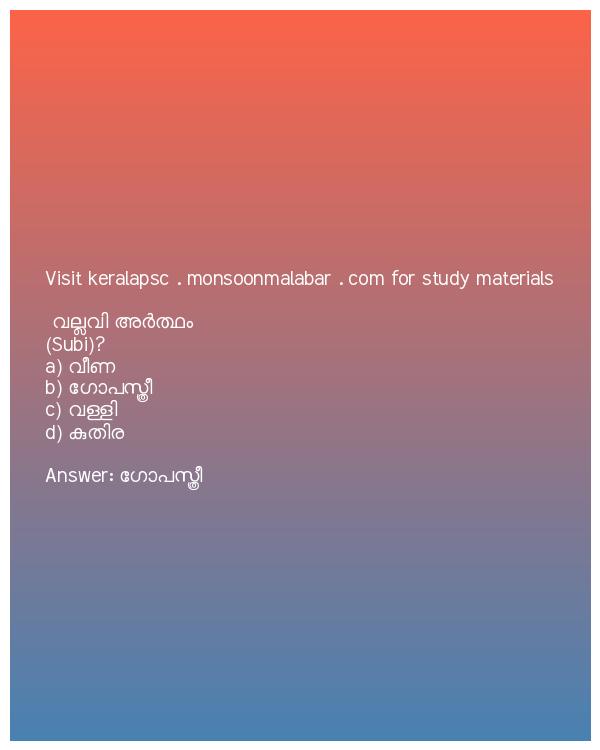 Visit keralapsc . monsoonmalabar . com for study materials
വല്ലവി അർത്ഥം
(Subi)?
a) വീണ
b) ഗോപസ്ത്രീ
c) വള്ളി
d) കുതിര
Answer: ഗോപസ്ത്രീ